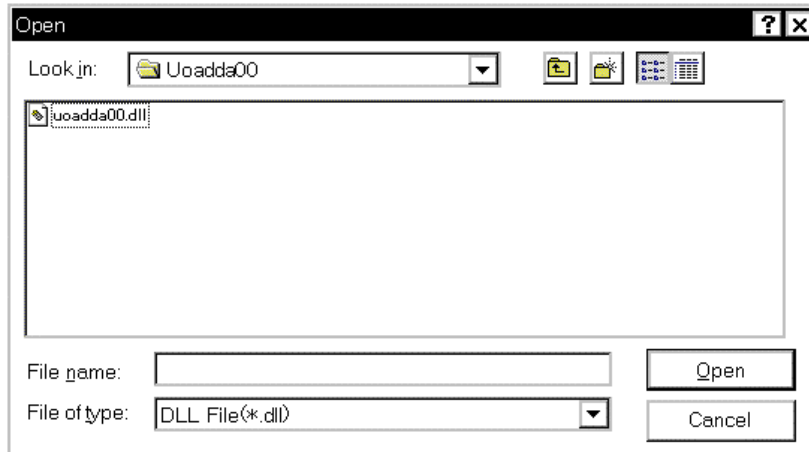 Open
Look in: Uoadda00
uoadda00.dll
File name:
Open
File of type: DLL File(*.dll)
Cancel